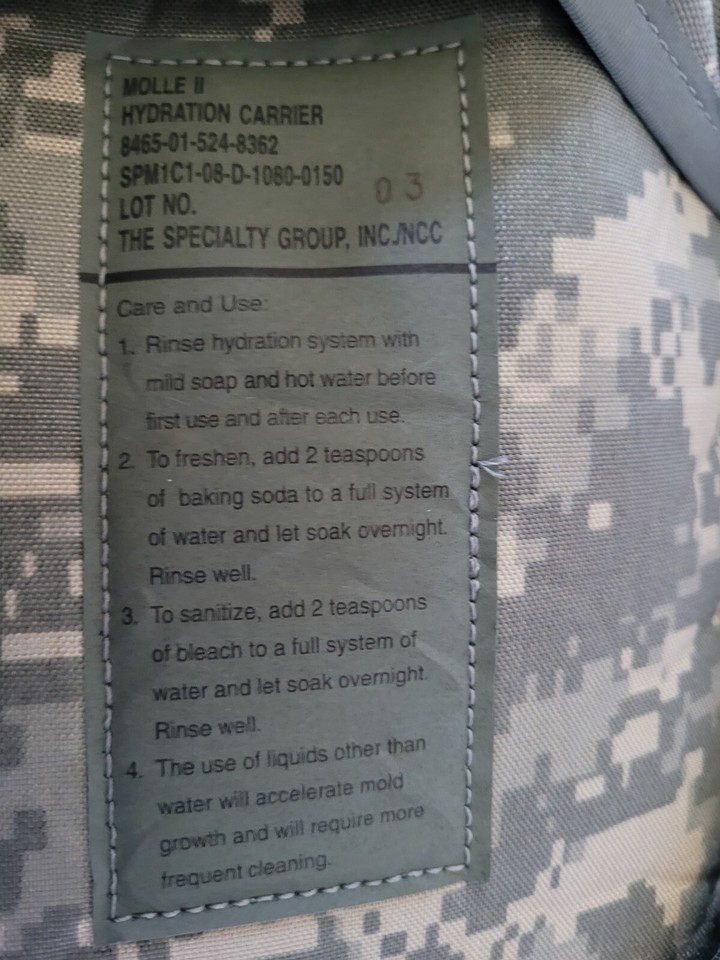 MOLLE II
HYDRATION CARRIER
8465-01-524-8362
SPM1C1-08-D-1080-0150
03
LOT NO.
THE SPECIALTY GROUP, INC./NCC
Care and Use:
1. Rinse hydration system with
mild soap and hot water before
first use and after each use.
2. To freshen, add 2 teaspoons
of baking soda to a full system
of water and let soak overnight.
Rinse well.
3. To sanitize, add 2 teaspoons
of bleach to a full system of
water and let soak overnight.
Rinse well.
4. The use of liquids other than
water will accelerate mold
growth and will require more
frequent cleaning.